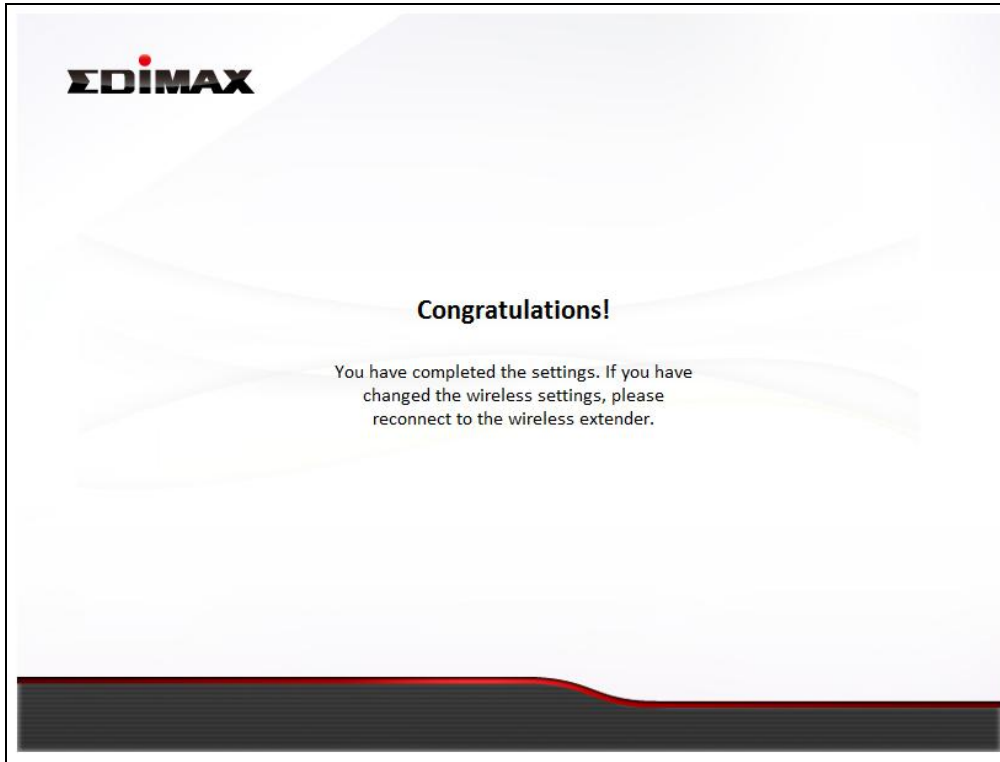 EDIMAX
Congratulations!
You have completed the settings. If you have
changed the wireless settings, please
reconnect to the wireless extender.